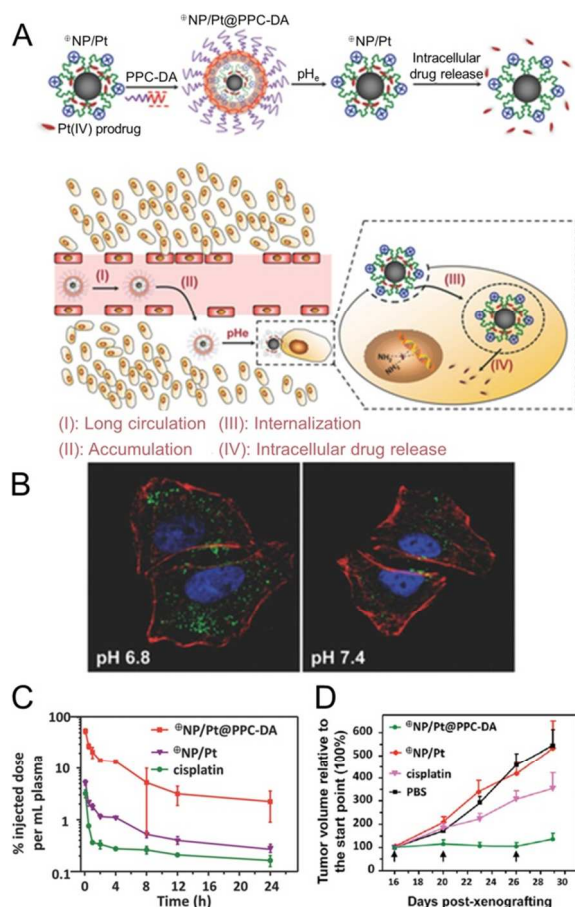 A
⊕NP/Pt
⊕NP/Pt@PPC-DA
⊕NP/Pt
Intracellular
drug release
PPC-DA
pHe
Pt(IV) prodrug
(I)
(II)
(III)
pHe
NH3
NH3
(IV)
(I): Long circulation (III): Internalization
(II): Accumulation (IV): Intracellular drug release
B
pH 6.8
pH 7.4
C
% injected dose
per mL plasma
100
10
1
0.1
⊕NP/Pt@PPC-DA
⊕NP/Pt
cisplatin
0 4 8 12 16 20 24
Time (h)
D
Tumor volume relative to
the start point (100%)
600
500
400
300
200
100
0
⊕NP/Pt@PPC-DA
⊕NP/Pt
cisplatin
PBS
16 18 20 22 24 26 28 30
Days post-xenografting